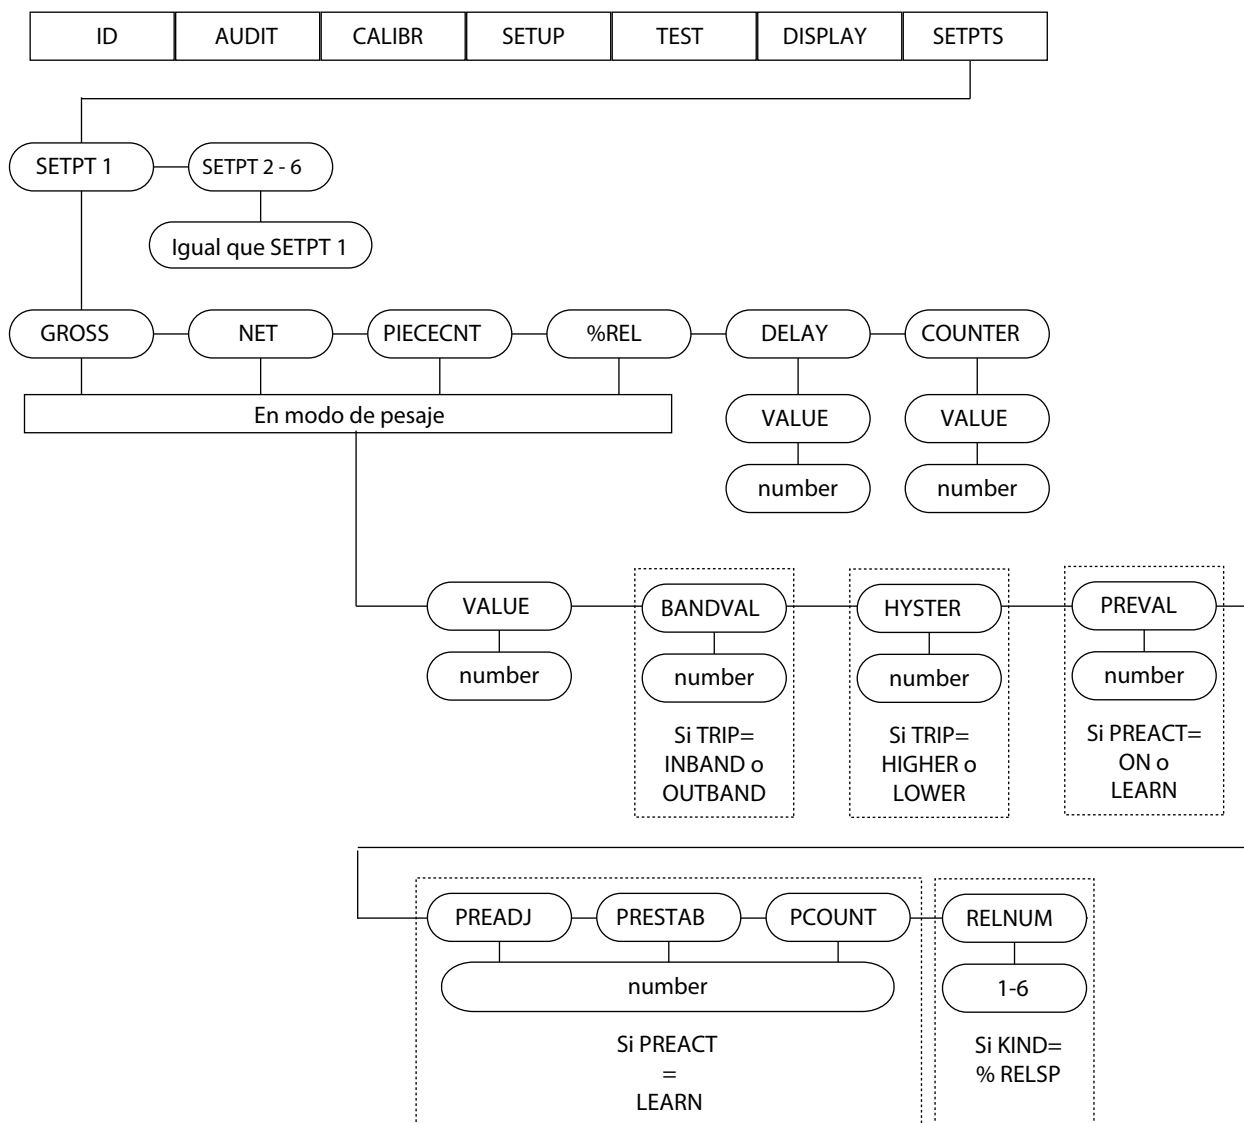 ID AUDIT CALIBR SETUP TEST DISPLAY SETPTS
SETPT 1 SETPT 2 - 6
Igual que SETPT 1
GROSS NET PIECECNT %REL DELAY COUNTER
En modo de pesaje VALUE VALUE
number number
VALUE BANDVAL HYSTER PREVAL
number number number number
Si TRIP=
INBAND o
OUTBAND
Si TRIP=
HIGHER o
LOWER
Si PREACT=
ON o
LEARN
PREADJ PRESTAB PCOUNT RELNUM
number 1-6
Si PREACT
=
LEARN
Si KIND=
% RELSP